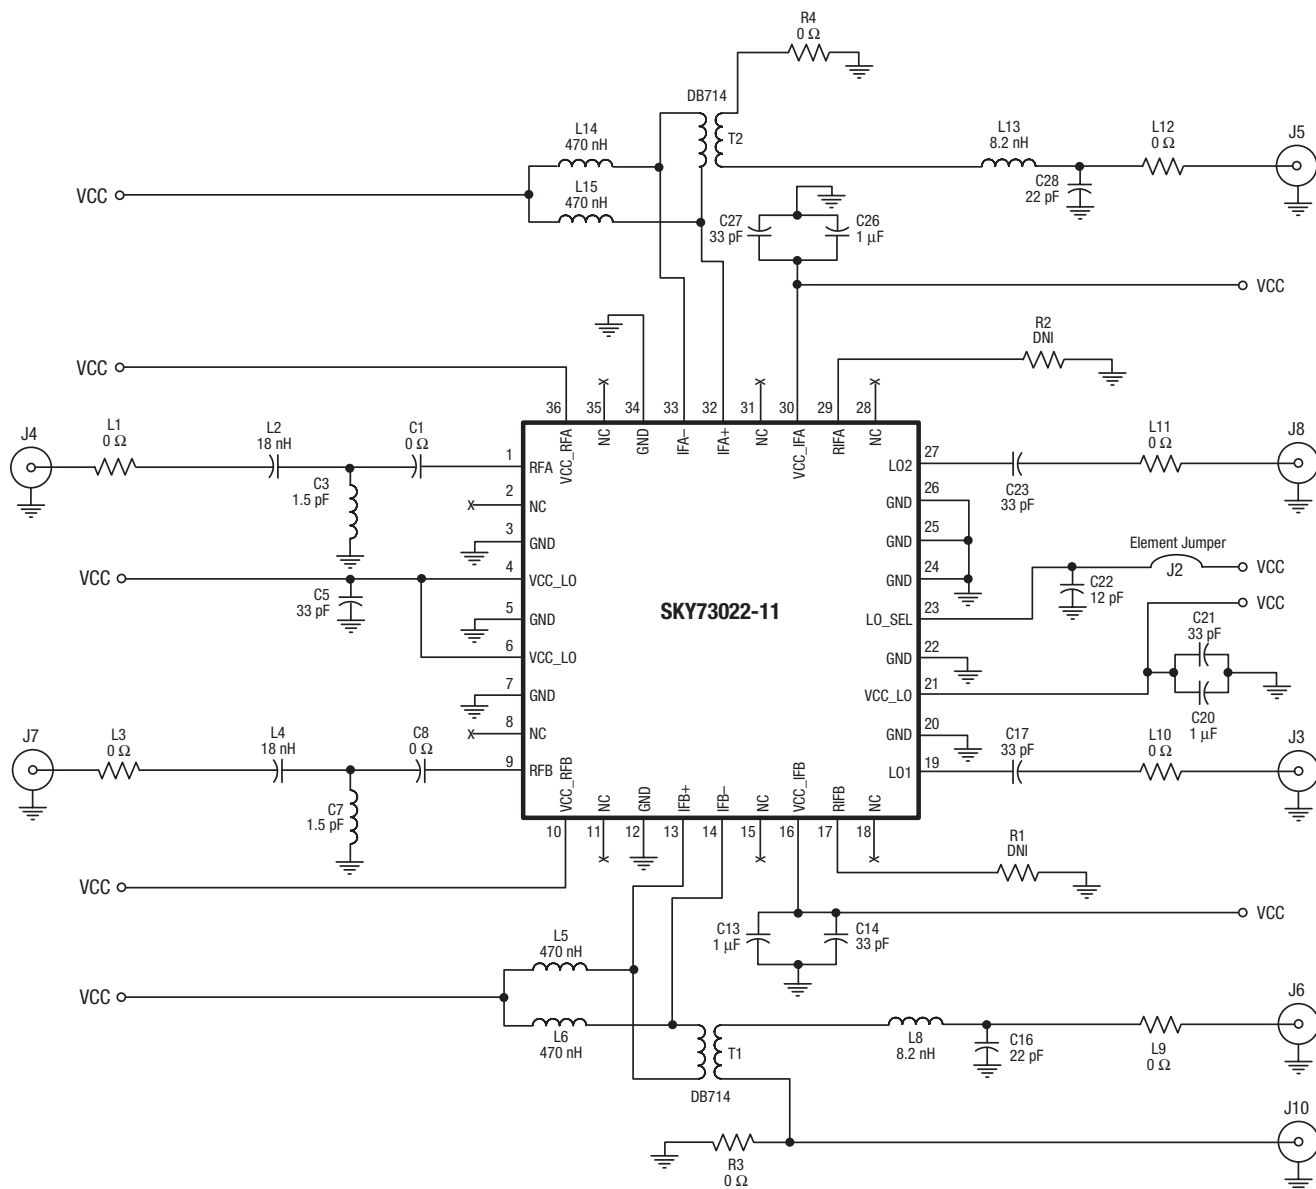 R4
0 Ω
DB714
T2
L14
470 nH
L15
470 nH
L13
8.2 nH
L12
0 Ω
J5
C28
22 pF
VCC
C27
33 pF
C26
1 μF
VCC
R2
DNI
VCC
36
35
34
33
32
31
30
29
28
VCC_RFA
NC
GND
IFA–
IFA+
NC
VCC_IFA
RIFA
NC
J4
L1
0 Ω
L2
18 nH
C1
0 Ω
C3
1.5 pF
1
RFA
2
X
NC
3
GND
VCC
C5
33 pF
4
VCC_LO
5
GND
6
VCC_LO
7
GND
8
X
NC
9
RFB
J7
L3
0 Ω
L4
18 nH
C8
0 Ω
C7
1.5 pF
SKY73022-11
27
LO2
26
GND
25
GND
24
GND
23
LO_SEL
22
GND
21
VCC_LO
20
GND
19
LO1
C23
33 pF
L11
0 Ω
J8
Element Jumper
J2
VCC
C22
12 pF
VCC
C21
33 pF
C20
1 μF
C17
33 pF
L10
0 Ω
J3
VCC_RFB
NC
GND
IFB+
IFB–
NC
VCC_IFB
RIFB
NC
10
11
12
13
14
15
16
17
18
R1
DNI
VCC
C13
1 μF
C14
33 pF
VCC
L5
470 nH
VCC
L6
470 nH
T1
DB714
L8
8.2 nH
C16
22 pF
L9
0 Ω
J6
J10
R3
0 Ω